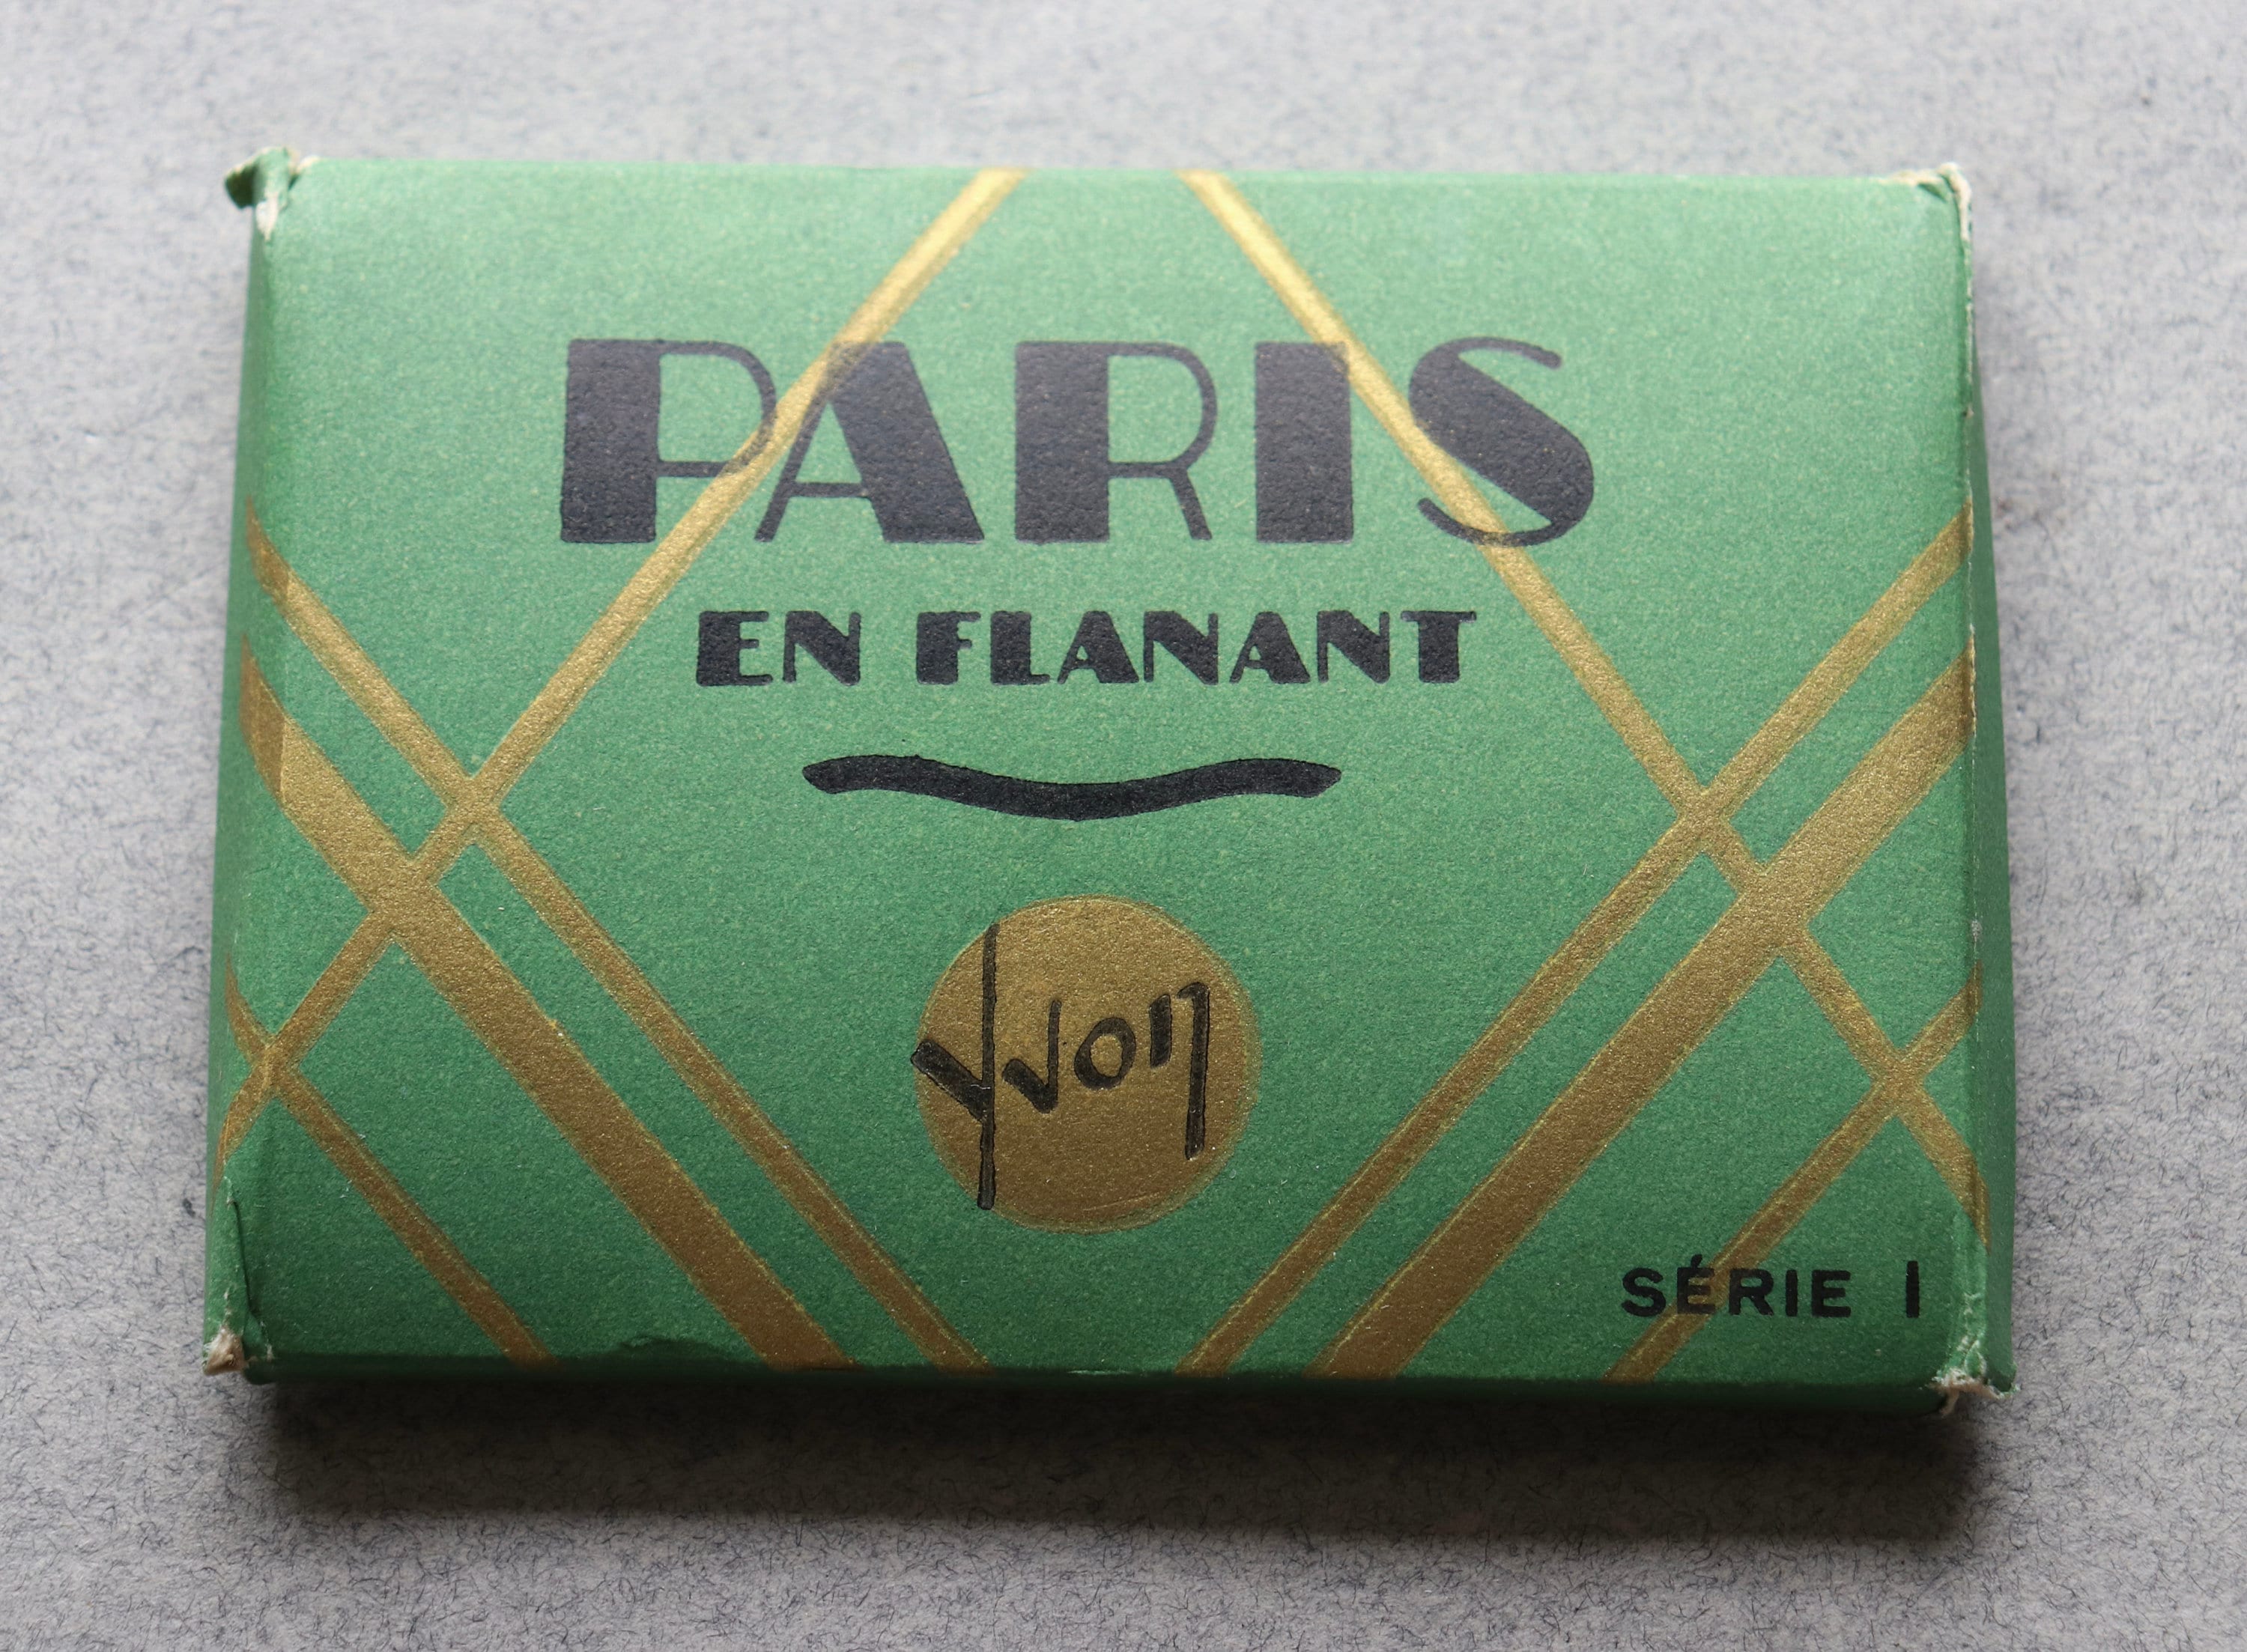 PARIS
EN FLANANT
Yvon
SÉRIE I